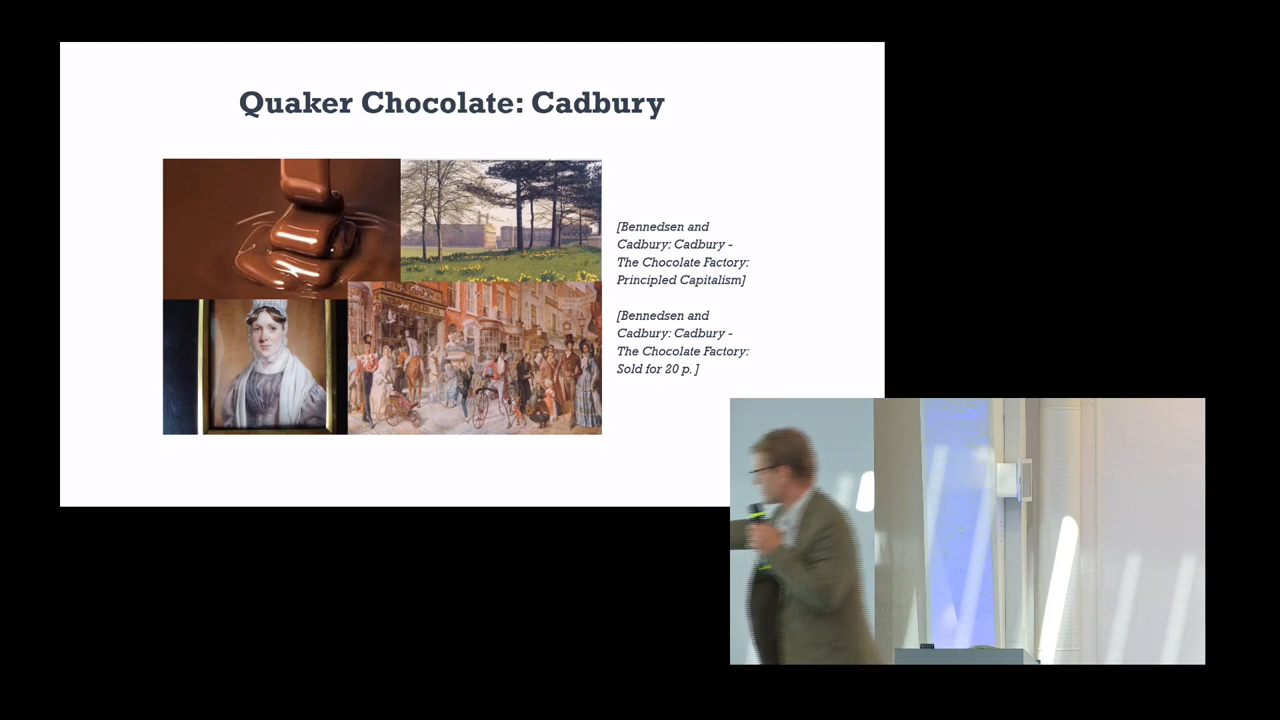 Quaker Chocolate: Cadbury
[Bennedsen and
Cadbury: Cadbury -
The Chocolate Factory:
Principled Capitalism]
[Bennedsen and
Cadbury: Cadbury -
The Chocolate Factory:
Sold for 20 p. ]